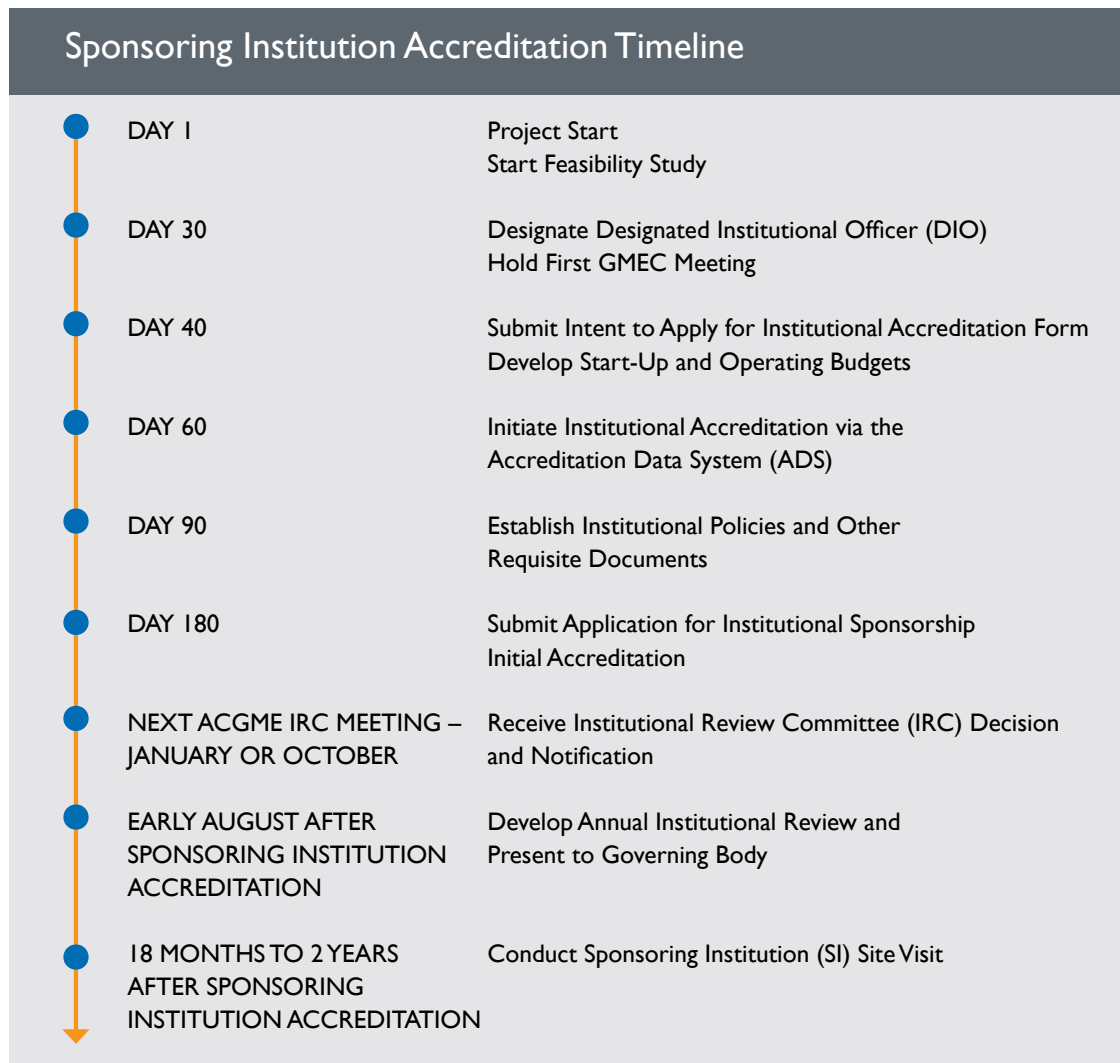 Sponsoring Institution Accreditation Timeline
DAY 1
Project Start
Start Feasibility Study
DAY 30
Designate Designated Institutional Officer (DIO)
Hold First GMEC Meeting
DAY 40
Submit Intent to Apply for Institutional Accreditation Form
Develop Start-Up and Operating Budgets
DAY 60
Initiate Institutional Accreditation via the
Accreditation Data System (ADS)
DAY 90
Establish Institutional Policies and Other
Requisite Documents
DAY 180
Submit Application for Institutional Sponsorship
Initial Accreditation
NEXT ACGME IRC MEETING –
JANUARY OR OCTOBER
Receive Institutional Review Committee (IRC) Decision
and Notification
EARLY AUGUST AFTER
SPONSORING INSTITUTION
ACCREDITATION
Develop Annual Institutional Review and
Present to Governing Body
18 MONTHS TO 2 YEARS
AFTER SPONSORING
INSTITUTION ACCREDITATION
Conduct Sponsoring Institution (SI) Site Visit